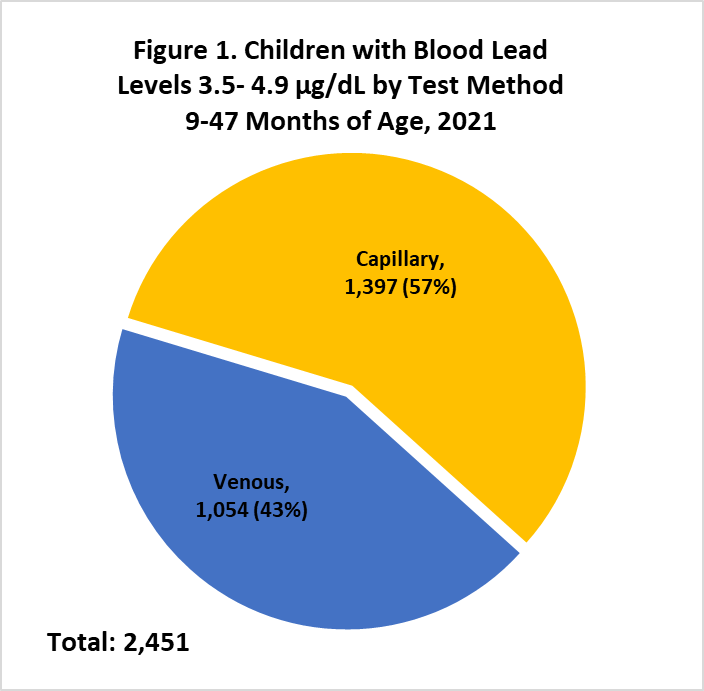 Figure 1. Children with Blood Lead
Levels 3.5- 4.9 µg/dL by Test Method
9-47 Months of Age, 2021
Capillary,
1,397 (57%)
Venous,
1,054 (43%)
Total: 2,451